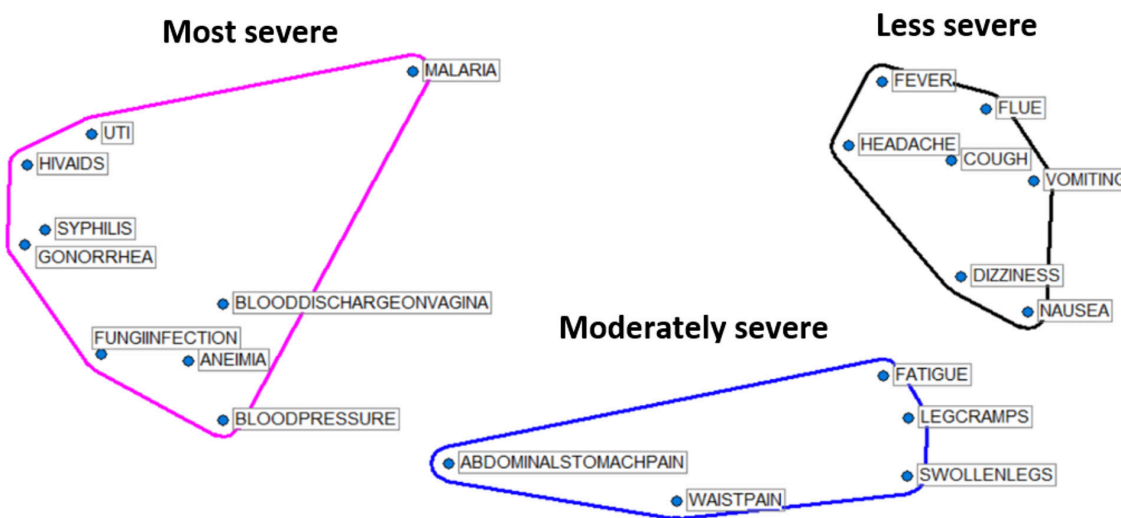 Most severe
MALARIA
UTI
HIVAIDS
SYPHILIS
GONORRHEA
BLOODDISCHARGEONVAGINA
FUNGIINFECTION
ANEIMIA
BLOODPRESSURE
Less severe
FEVER
FLUE
HEADACHE
COUGH
VOMITING
DIZZINESS
NAUSEA
Moderately severe
FATIGUE
LEGCRAMPS
ABDOMINALSTOMACHPAIN
SWOLLENLEGS
WAISTPAIN